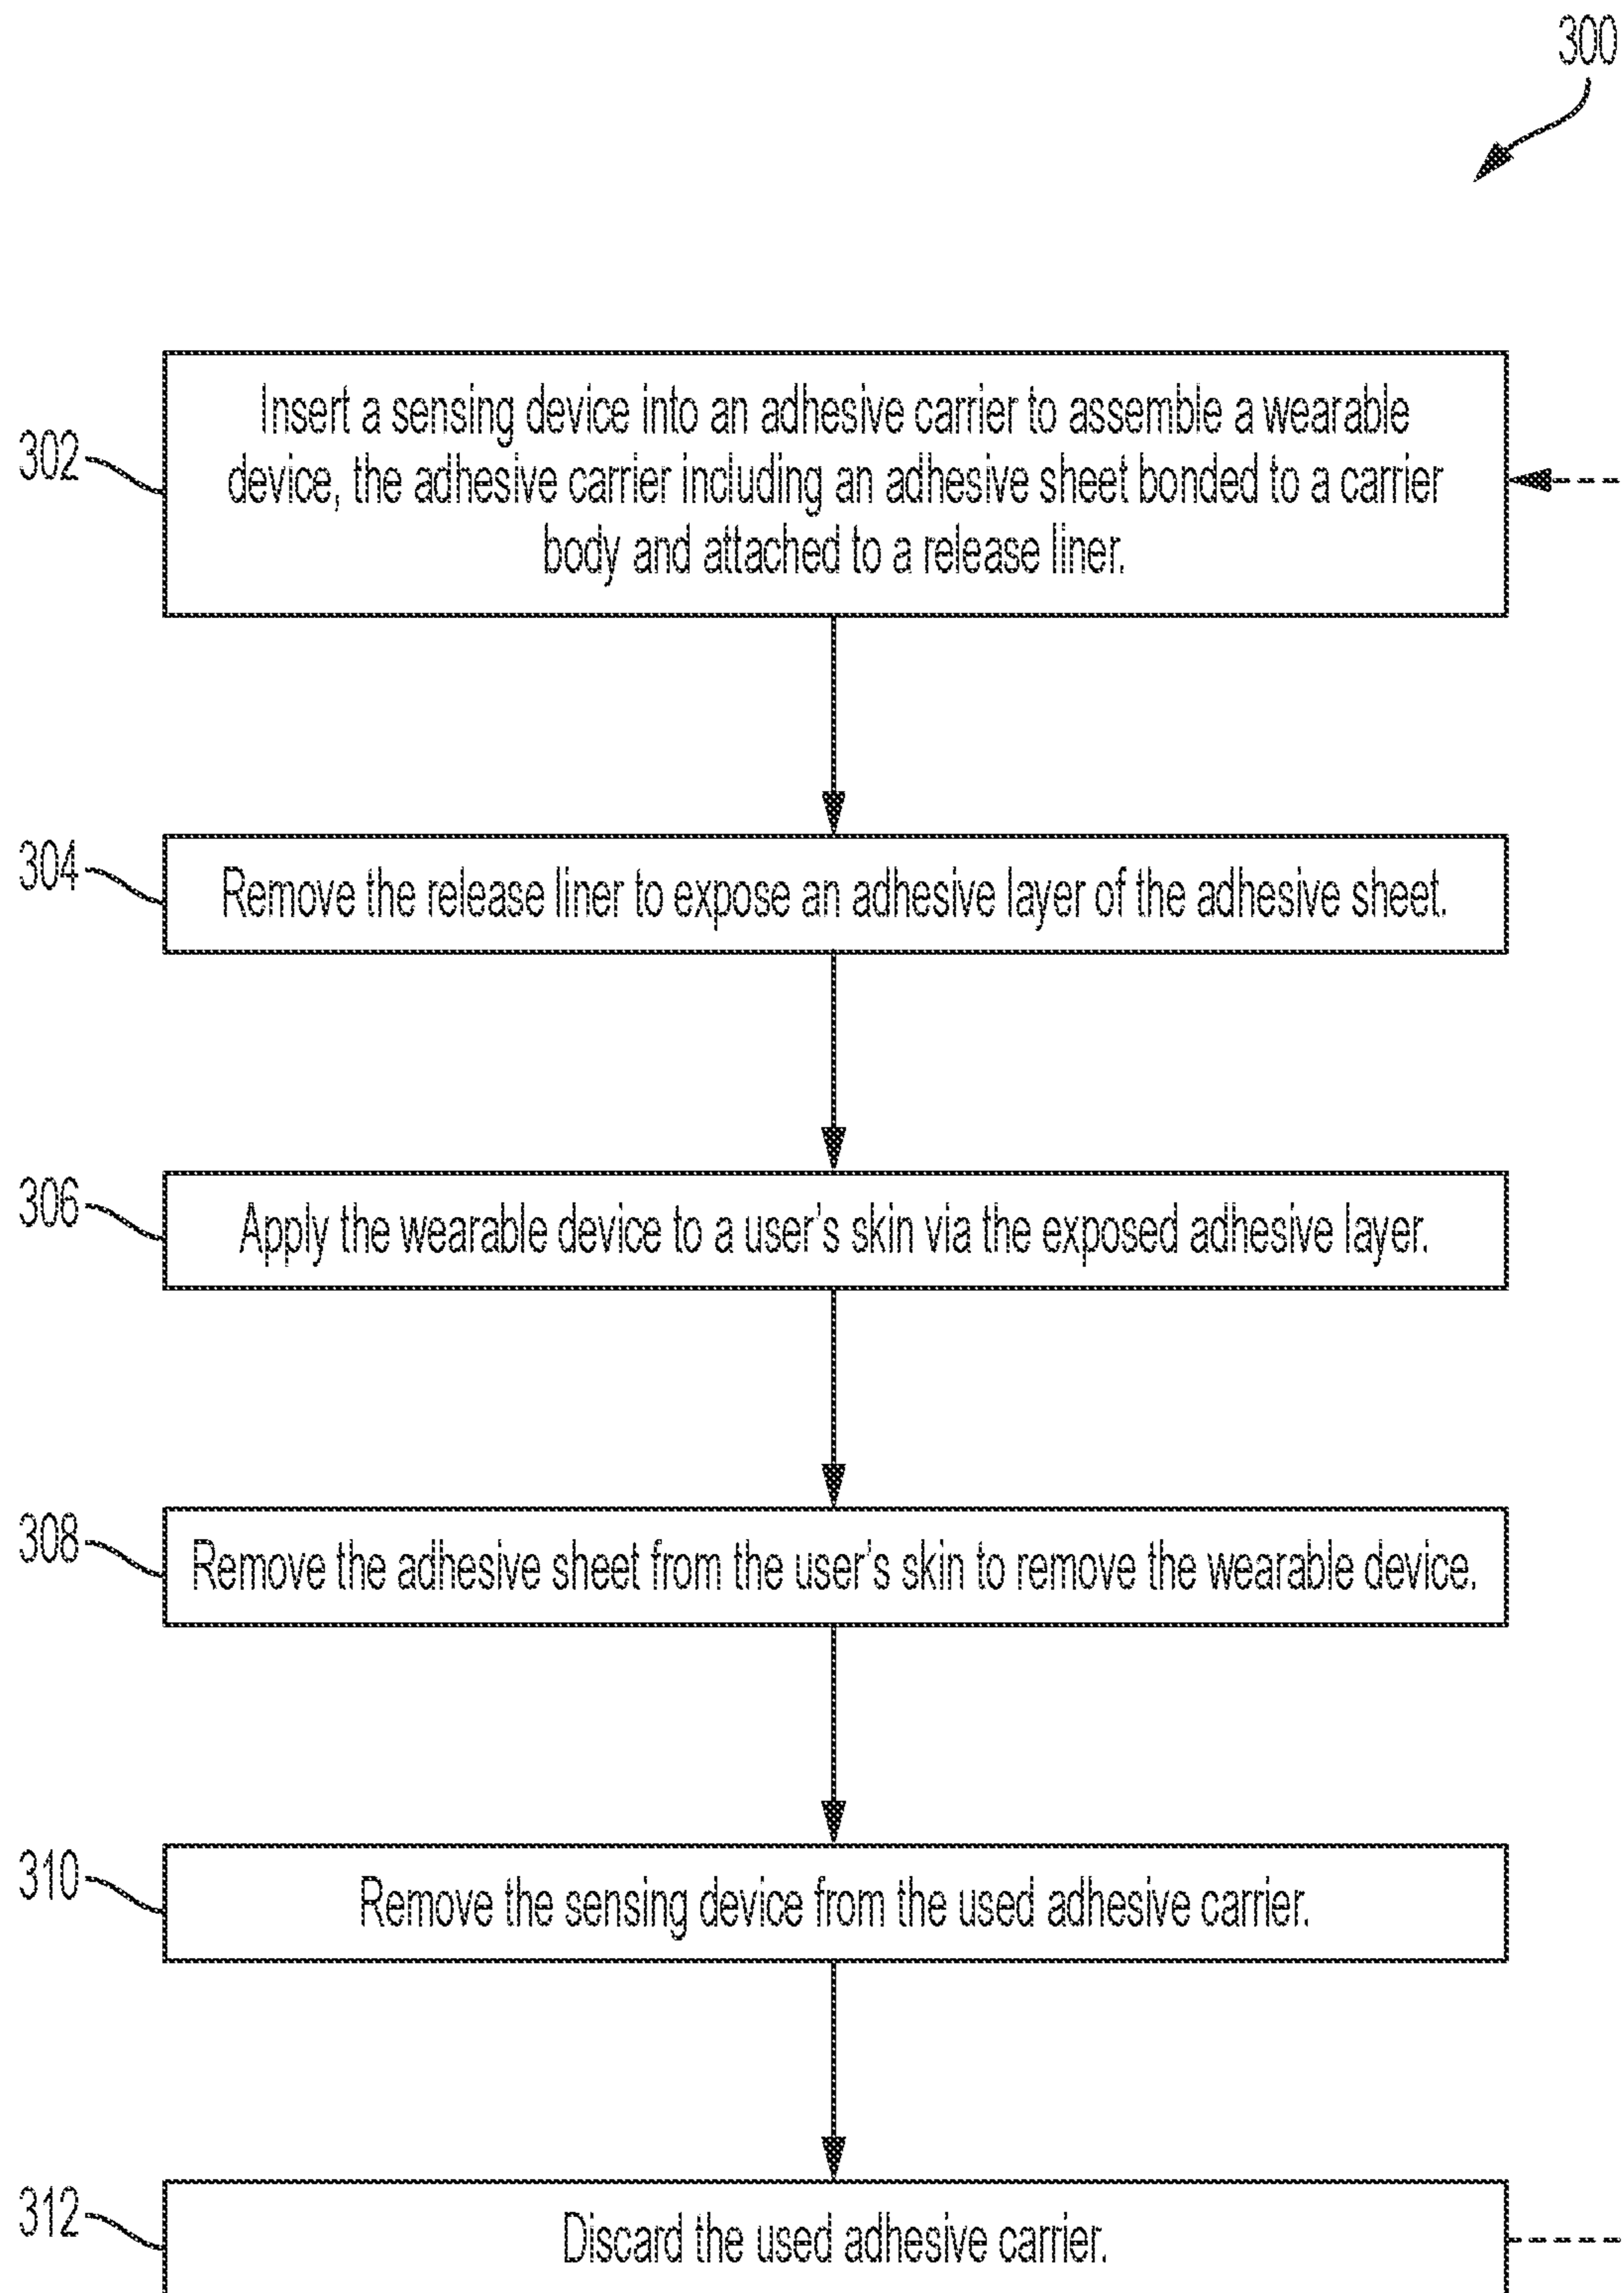 300
302
Insert a sensing device into an adhesive carrier to assemble a wearable
device, the adhesive carrier including an adhesive sheet bonded to a carrier
body and attached to a release liner.
304
Remove the release liner to expose an adhesive layer of the adhesive sheet.
306
Apply the wearable device to a user's skin via the exposed adhesive layer.
308
Remove the adhesive sheet from the user's skin to remove the wearable device.
310
Remove the sensing device from the used adhesive carrier.
312
Discard the used adhesive carrier.